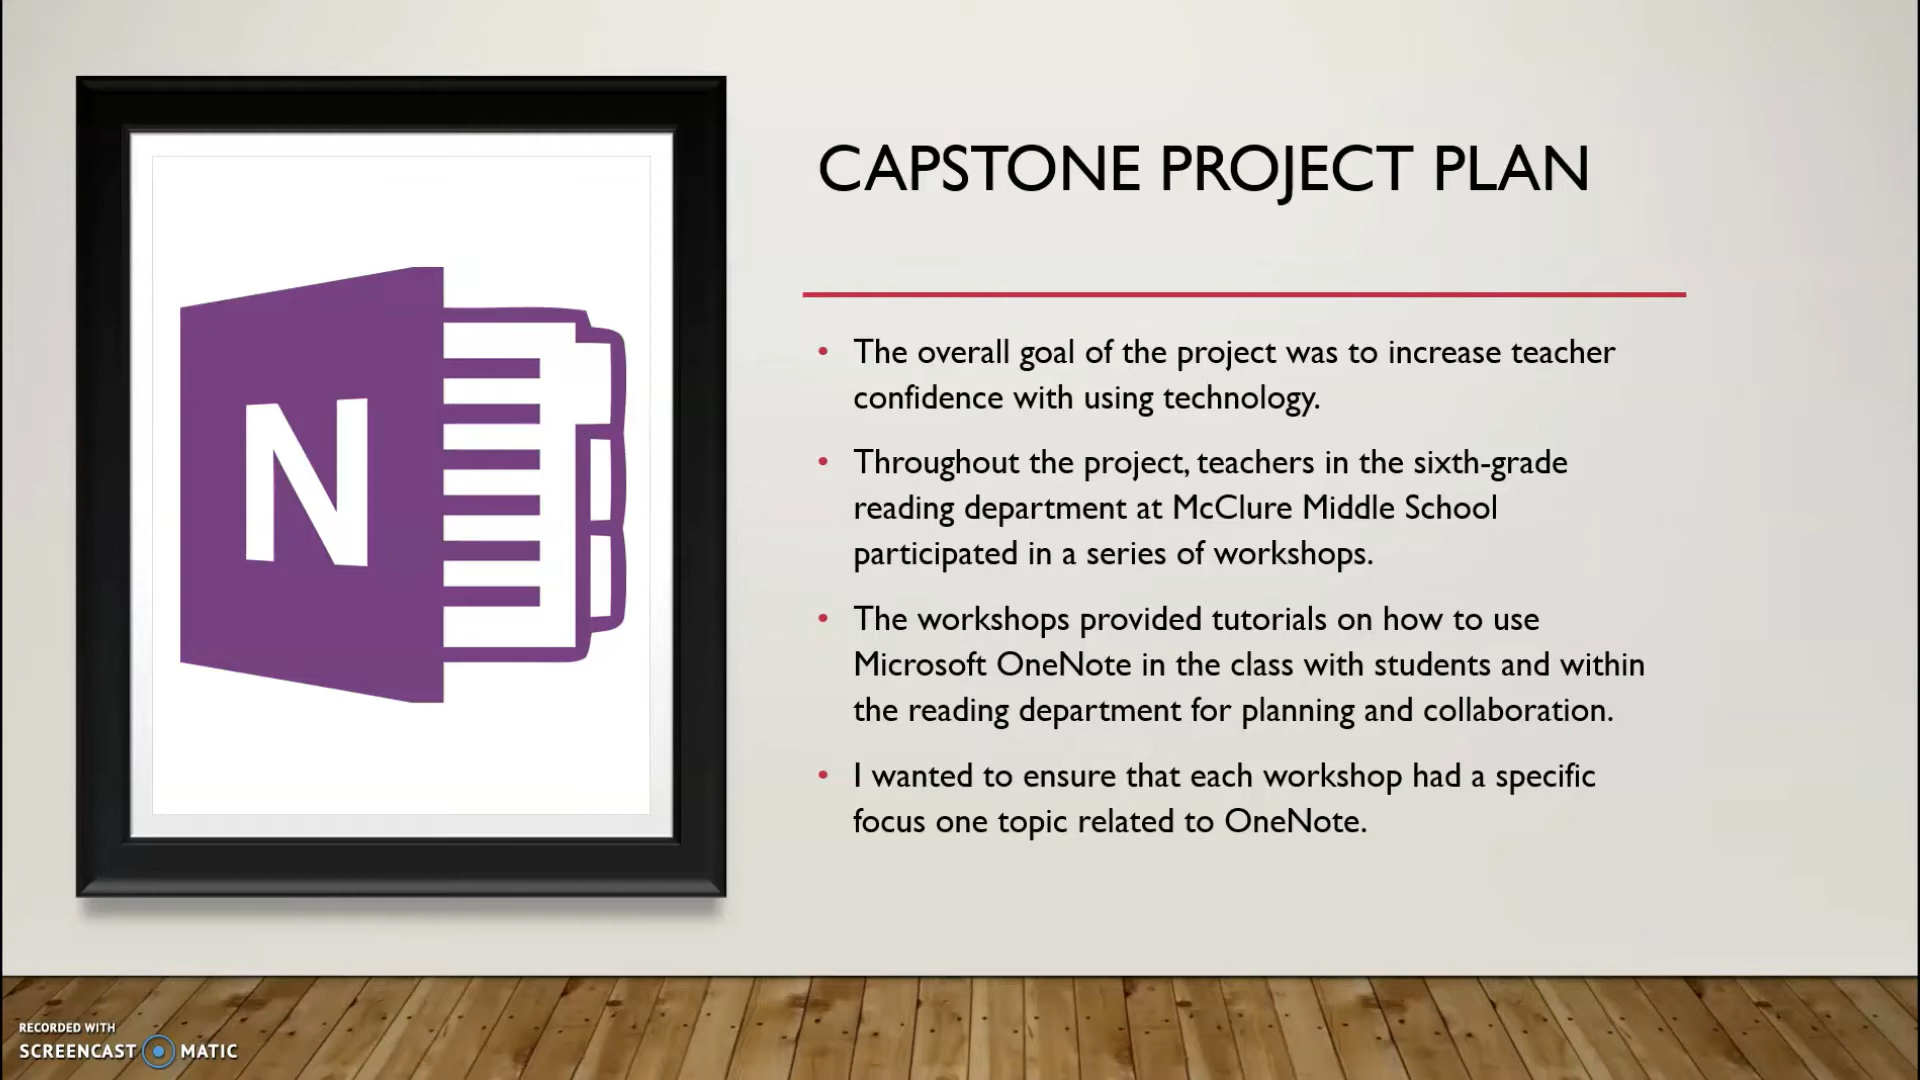 N
CAPSTONE PROJECT PLAN
• The overall goal of the project was to increase teacher
confidence with using technology.
• Throughout the project, teachers in the sixth-grade
reading department at McClure Middle School
participated in a series of workshops.
• The workshops provided tutorials on how to use
Microsoft OneNote in the class with students and within
the reading department for planning and collaboration.
• I wanted to ensure that each workshop had a specific
focus one topic related to OneNote.
RECORDED WITH
SCREENCAST MATIC